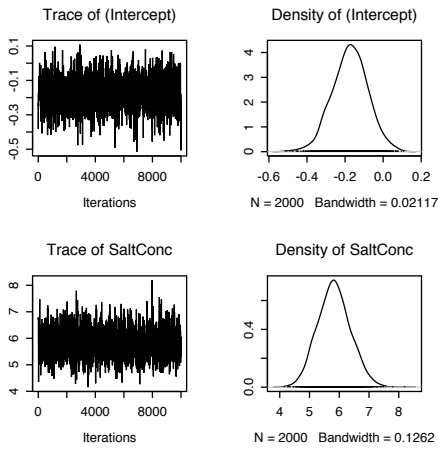 Trace of (Intercept)
0.1
-0.1
-0.3
-0.5
0 4000 8000
Iterations
Density of (Intercept)
4
3
2
1
0
-0.6 -0.4 -0.2 0.0 0.2
N = 2000 Bandwidth = 0.02117
Trace of SaltConc
8
7
6
5
4
0 4000 8000
Iterations
Density of SaltConc
0.4
0.0
4 5 6 7 8
N = 2000 Bandwidth = 0.1262